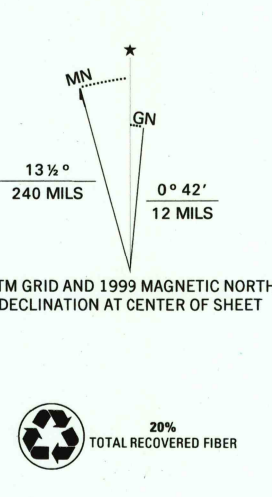 ★
MN
GN
13½°
240 MILS
0° 42′
12 MILS
TM GRID AND 1999 MAGNETIC NORTH
DECLINATION AT CENTER OF SHEET
20%
TOTAL RECOVERED FIBER